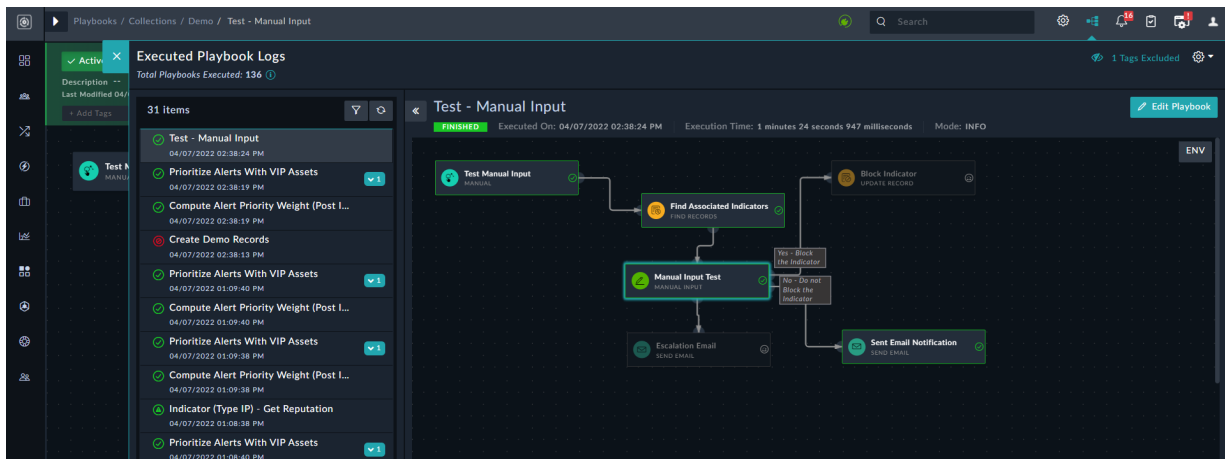 Playbooks / Collections / Demo / Test - Manual Input
Search
16
Executed Playbook Logs
Total Playbooks Executed: 136
1 Tags Excluded
Description --
Last Modified 04/
+ Add Tags
Test
31 items
Test - Manual Input
04/07/2022 02:38:24 PM
Prioritize Alerts With VIP Assets
04/07/2022 02:38:19 PM
1
Compute Alert Priority Weight (Post I...
04/07/2022 02:38:19 PM
Create Demo Records
04/07/2022 02:38:13 PM
Prioritize Alerts With VIP Assets
04/07/2022 01:09:40 PM
1
Compute Alert Priority Weight (Post I...
04/07/2022 01:09:40 PM
Prioritize Alerts With VIP Assets
04/07/2022 01:09:38 PM
1
Compute Alert Priority Weight (Post I...
04/07/2022 01:09:38 PM
Indicator (Type IP) - Get Reputation
04/07/2022 01:08:38 PM
Prioritize Alerts With VIP Assets
04/07/2022 01:08:40 PM
1
Test - Manual Input
Edit Playbook
FINISHED Executed On: 04/07/2022 02:38:24 PM Execution Time: 1 minutes 24 seconds 947 milliseconds Mode: INFO
ENV
Test Manual Input
MANUAL
Block Indicator
UPDATE RECORD
Find Associated Indicators
FIND RECORDS
Yes - Block
the Indicator
Manual Input Test
MANUAL INPUT
No - Do not
Block the
Indicator
Escalation Email
SEND EMAIL
Sent Email Notification
SEND EMAIL